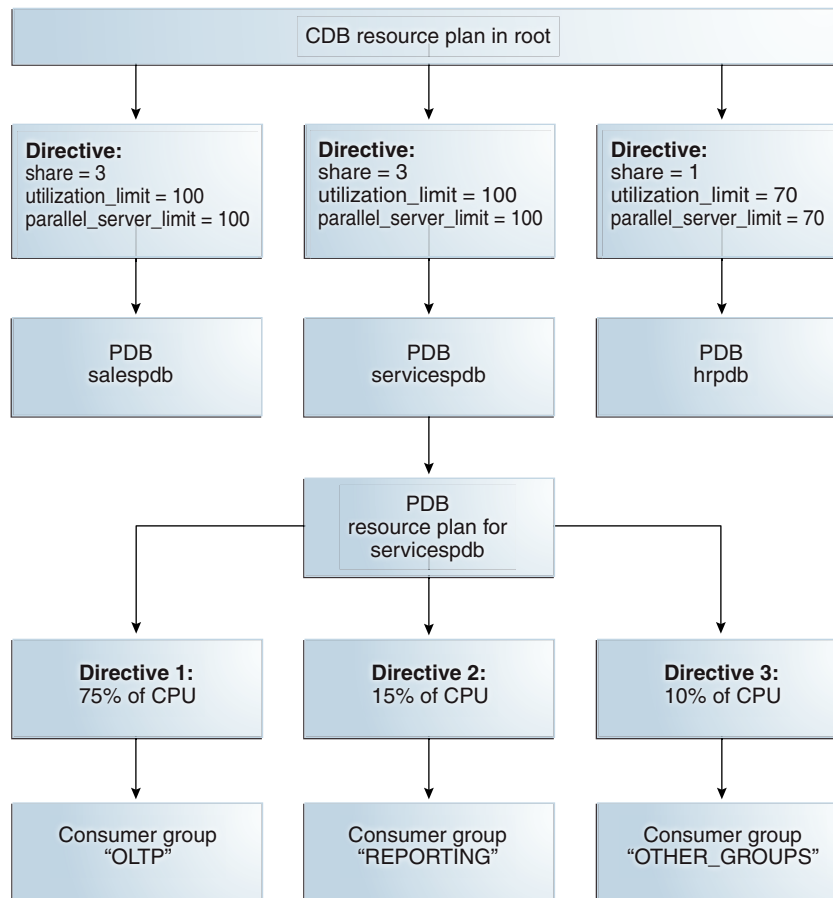 CDB resource plan in root
Directive:
share = 3
utilization_limit = 100
parallel_server_limit = 100
Directive:
share = 3
utilization_limit = 100
parallel_server_limit = 100
Directive:
share = 1
utilization_limit = 70
parallel_server_limit = 70
PDB
salespdb
PDB
servicespdb
PDB
hrpdb
PDB
resource plan for
servicespdb
Directive 1:
75% of CPU
Directive 2:
15% of CPU
Directive 3:
10% of CPU
Consumer group
“OLTP”
Consumer group
“REPORTING”
Consumer group
“OTHER_GROUPS”